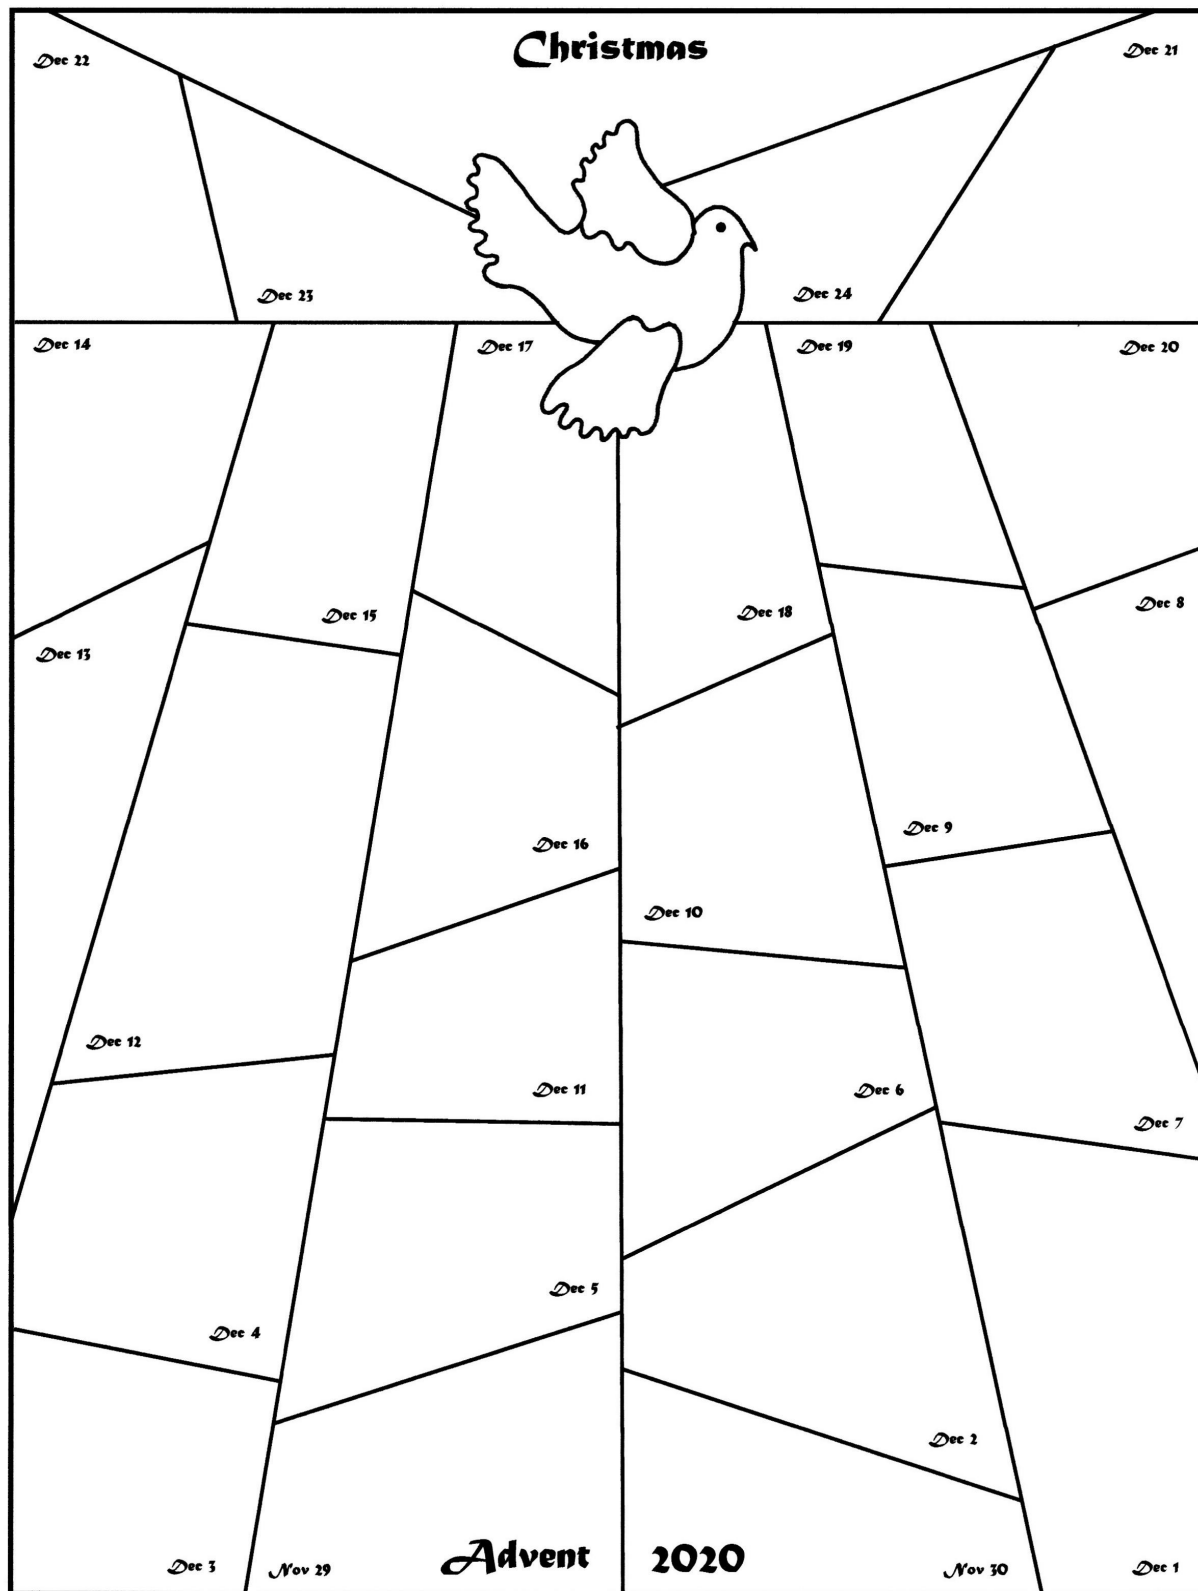 Christmas
Dec 22
Dec 21
Dec 23
Dec 24
Dec 14
Dec 17
Dec 19
Dec 20
Dec 15
Dec 18
Dec 8
Dec 13
Dec 16
Dec 9
Dec 10
Dec 12
Dec 11
Dec 6
Dec 7
Dec 5
Dec 4
Dec 2
Advent 2020
Dec 3
Nov 29
Nov 30
Dec 1